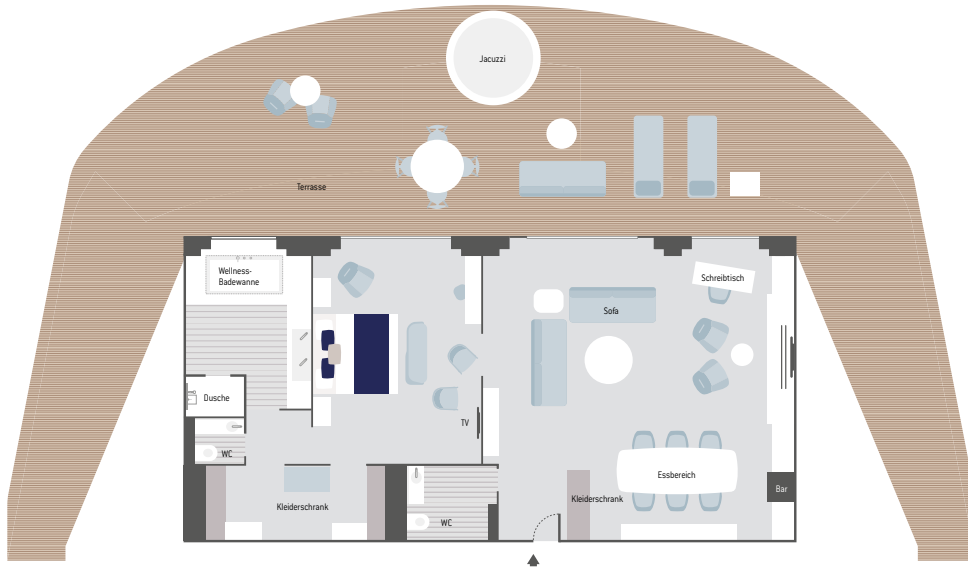 Jacuzzi
Terrasse
Wellness-
Badewanne
Schreibtisch
Sofa
Dusche
TV
WC
Essbereich
Kleiderschrank
Bar
Kleiderschrank
WC